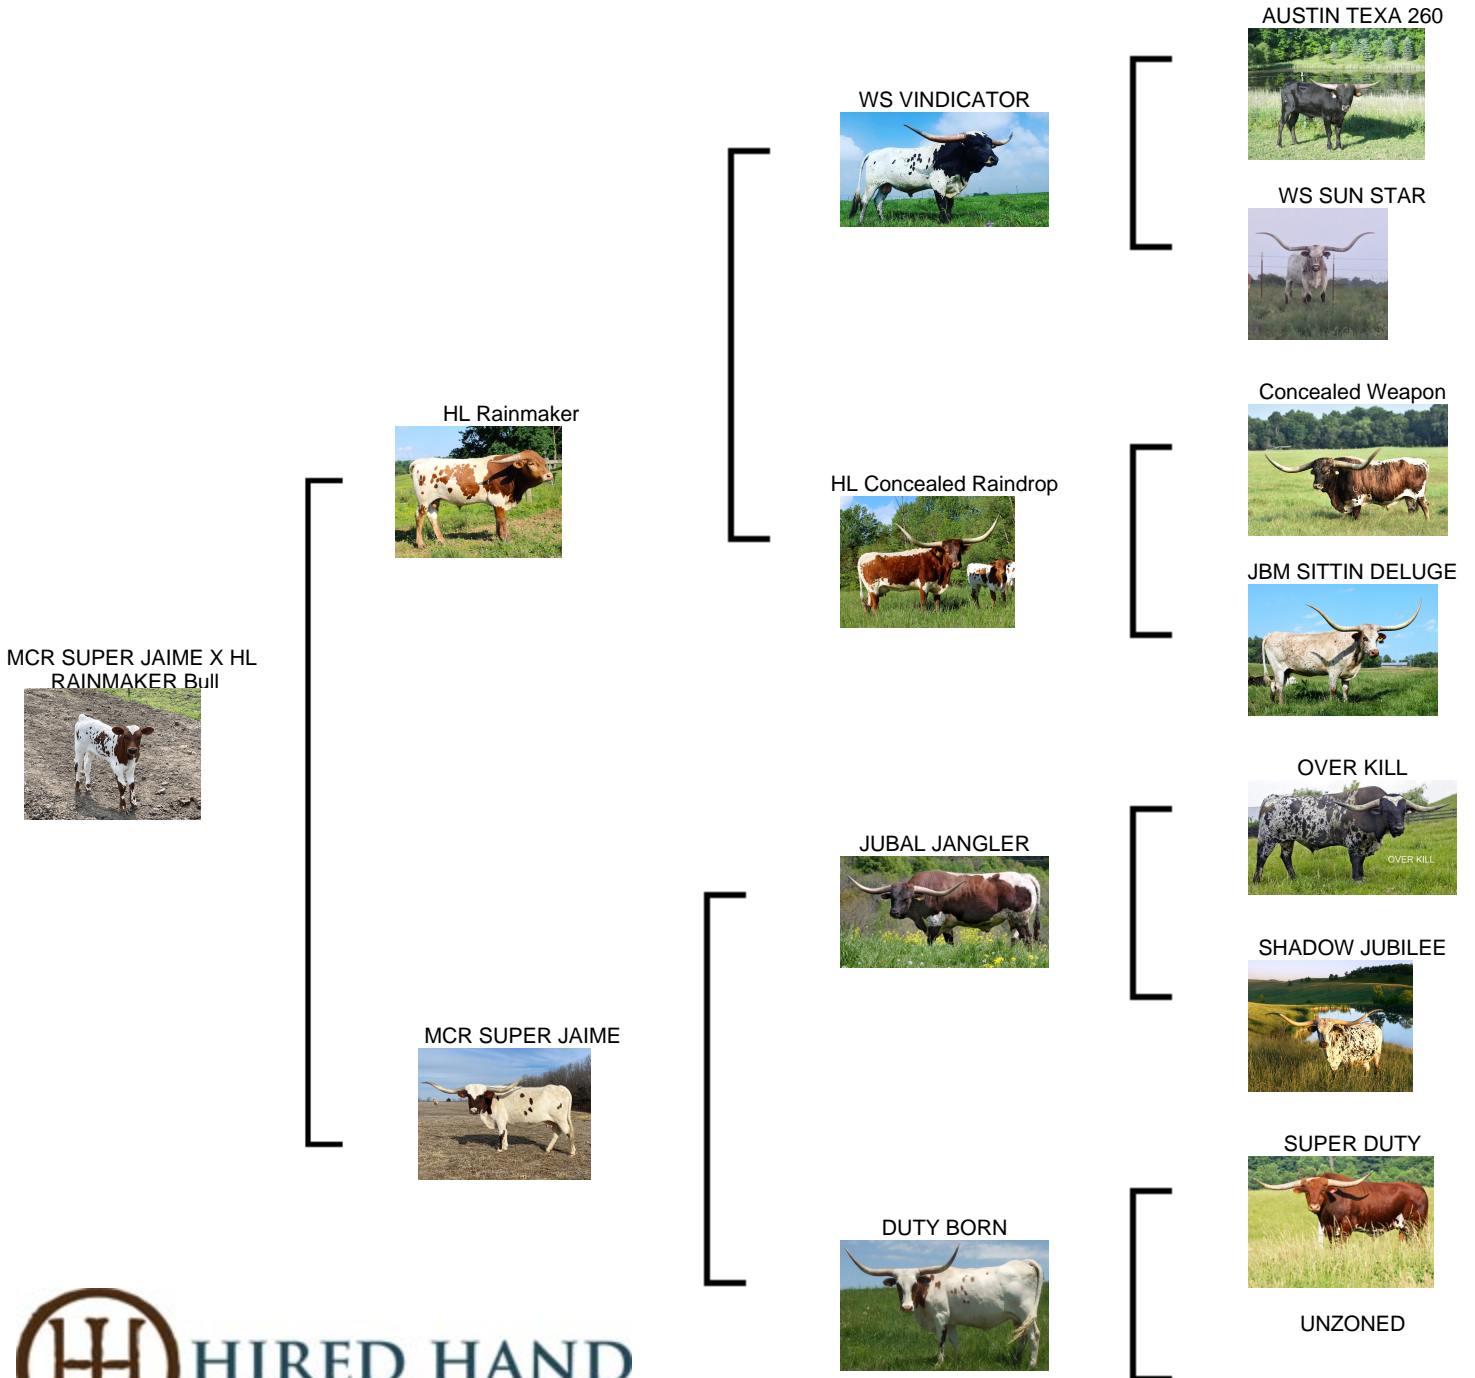 AUSTIN TEXA 260
WS VINDICATOR
WS SUN STAR
Concealed Weapon
HL Rainmaker
HL Concealed Raindrop
JBM SITTIN DELUGE
MCR SUPER JAIME X HL
RAINMAKER Bull
OVER KILL
OVER KILL
JUBAL JANGLER
SHADOW JUBILEE
MCR SUPER JAIME
SUPER DUTY
DUTY BORN
UNZONED
HIRED HAND